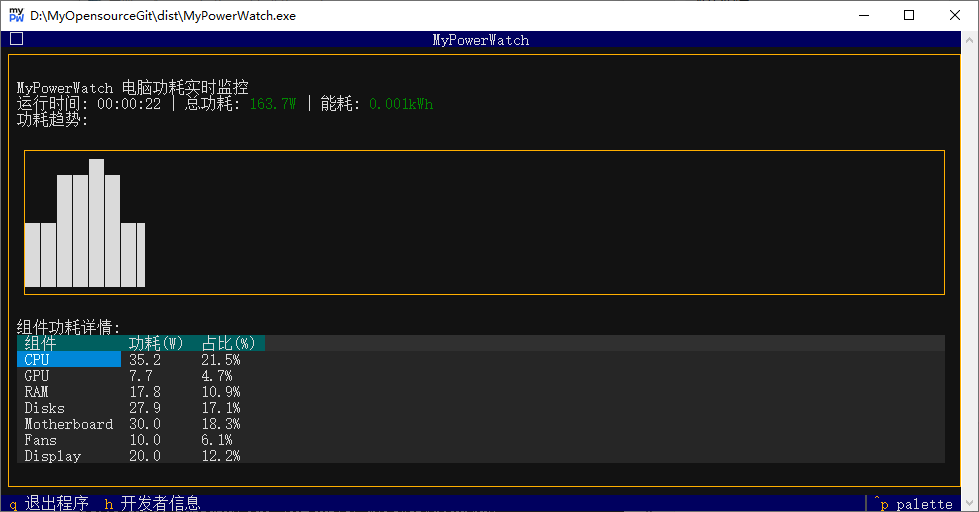 my
PW D:\MyOpensourceGit\dist\MyPowerWatch.exe
MyPowerWatch
MyPowerWatch 电脑功耗实时监控
运行时间: 00:00:22 | 总功耗: 163.7W | 能耗: 0.001kWh
功耗趋势:
组件功耗详情:
组件 功耗(W) 占比(%)
CPU 35.2 21.5%
GPU 7.7 4.7%
RAM 17.8 10.9%
Disks 27.9 17.1%
Motherboard 30.0 18.3%
Fans 10.0 6.1%
Display 20.0 12.2%
q 退出程序 h 开发者信息 ^p palette